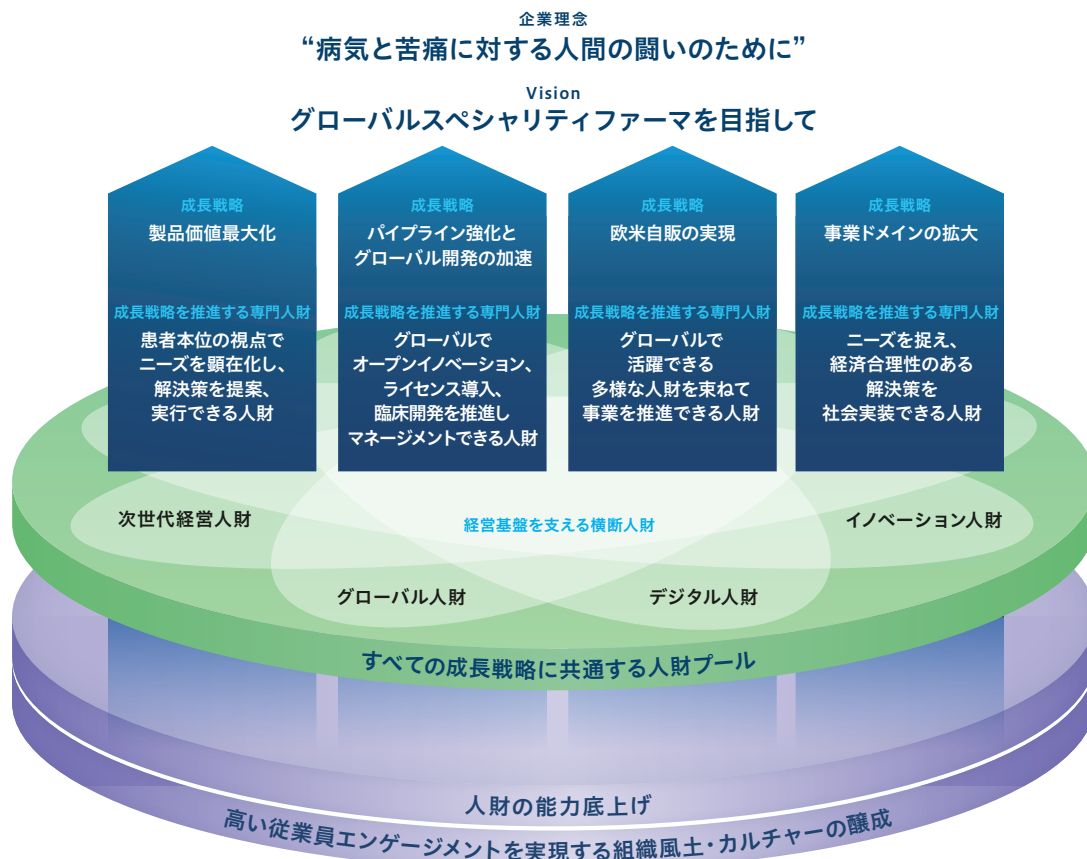 企業理念
“病気と苦痛に対する人間の闘いのために”
Vision
グローバルスペシャリティファーマを目指して
成長戦略
製品価値最大化
成長戦略を推進する専門人財
患者本位の視点で
ニーズを顕在化し、
解決策を提案、
実行できる人財
成長戦略
パイプライン強化と
グローバル開発の加速
成長戦略を推進する専門人財
グローバルで
オープンイノベーション、
ライセンス導入、
臨床開発を推進し
マネージメントできる人財
成長戦略
欧米自販の実現
成長戦略を推進する専門人財
グローバルで
活躍できる
多様な人財を束ねて
事業を推進できる人財
成長戦略
事業ドメインの拡大
成長戦略を推進する専門人財
ニーズを捉え、
経済合理性のある
解決策を
社会実装できる人財
次世代経営人財
経営基盤を支える横断人財
イノベーション人財
グローバル人財
デジタル人財
すべての成長戦略に共通する人財プール
人財の能力底上げ
高い従業員エンゲージメントを実現する組織風土・カルチャーの醸成